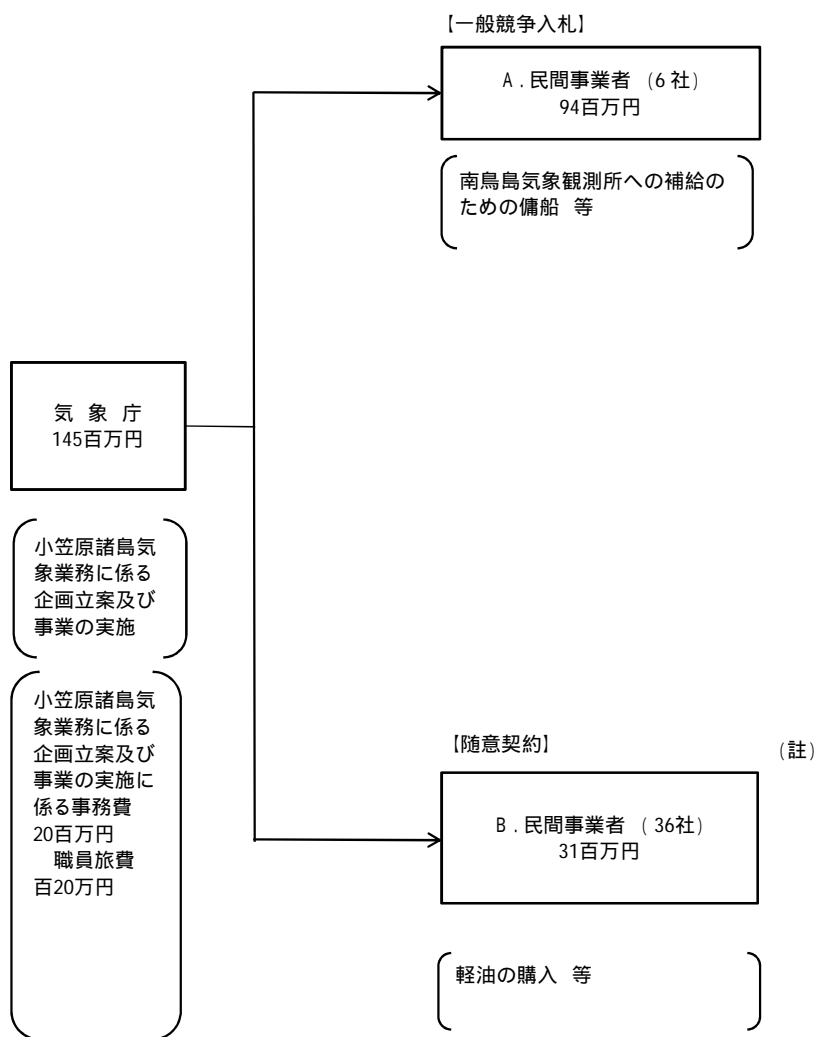 【一般競争入札】
A．民間事業者 (6社)
94百万円
南鳥島気象観測所への補給の
ための傭船 等
気 象 庁
145百万円
小笠原諸島気
象業務に係る
企画立案及び
事業の実施
小笠原諸島気
象業務に係る
企画立案及び
事業の実施に
係る事務費
20百万円
職員旅費
百20万円
【随意契約】
(註)
B．民間事業者 (36社)
31百万円
軽油の購入 等